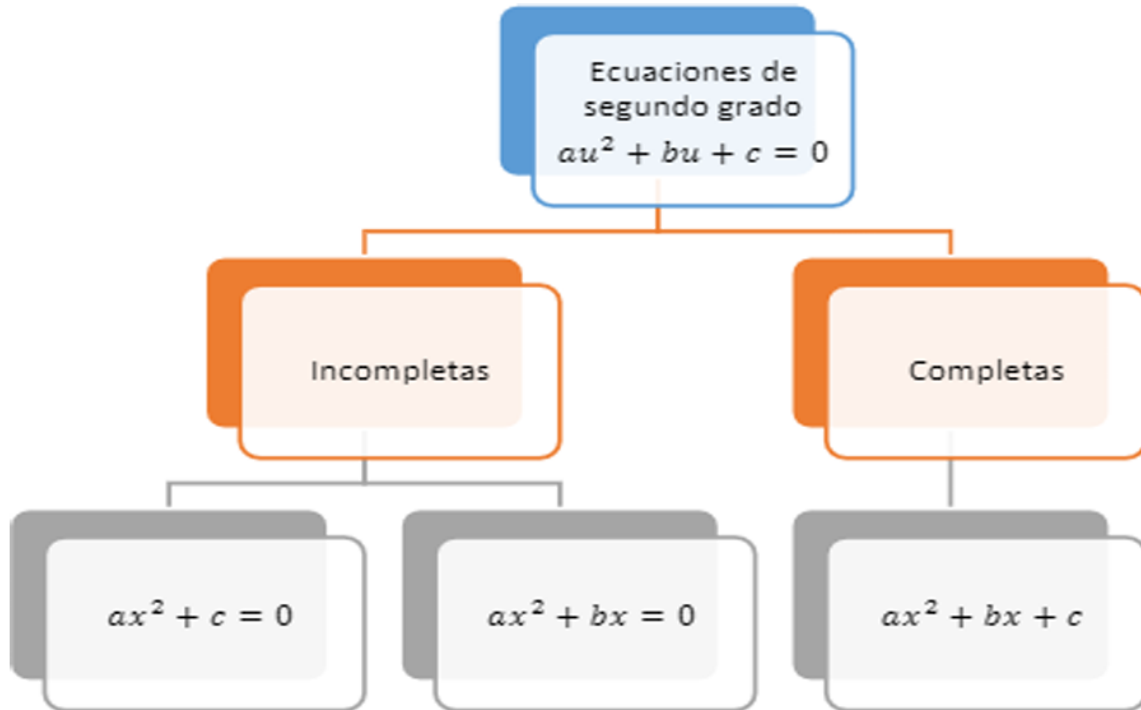 Ecuaciones de
segundo grado
au² + bu + c = 0
Incompletas
Completas
ax² + c = 0
ax² + bx = 0
ax² + bx + c